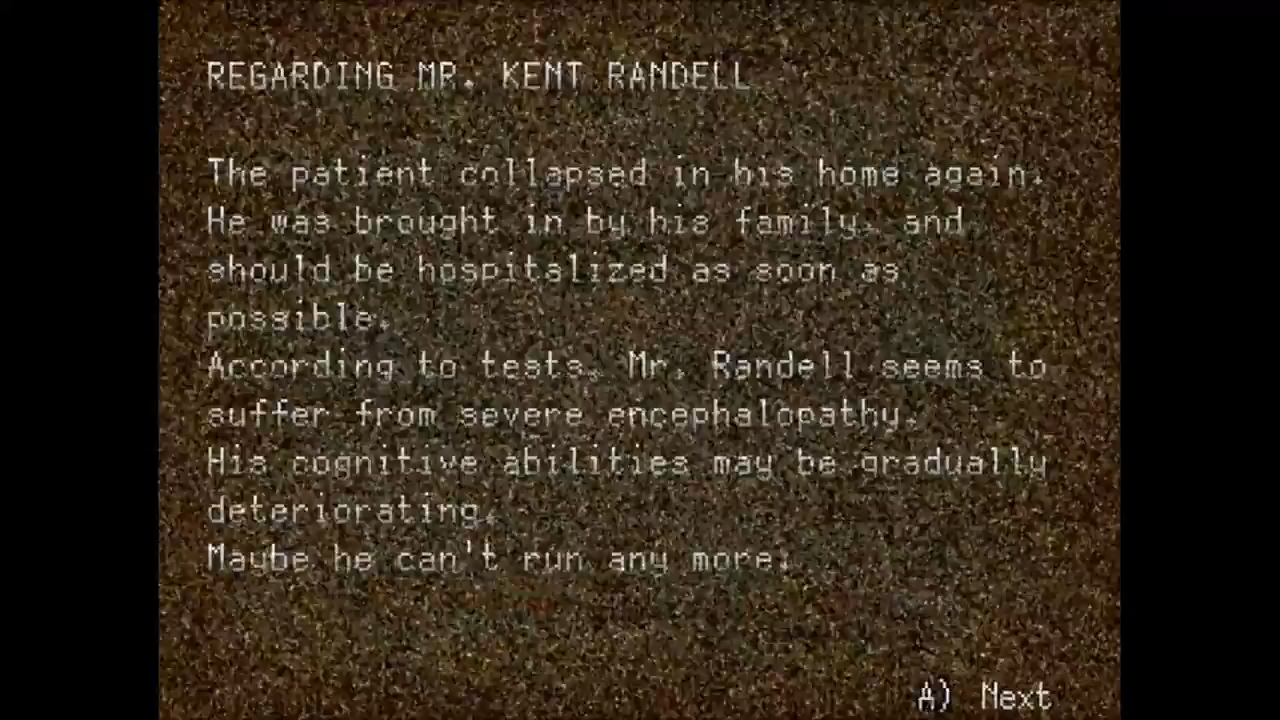 REGARDING MR. KENT RANDELL
The patient collapsed in his home again.
He was brought in by his family, and
should be hospitalized as soon as
possible.
According to tests, Mr. Randell seems to
suffer from severe encephalopathy.
His cognitive abilities may be gradually
deteriorating.
Maybe he can't run any more.
A) Next